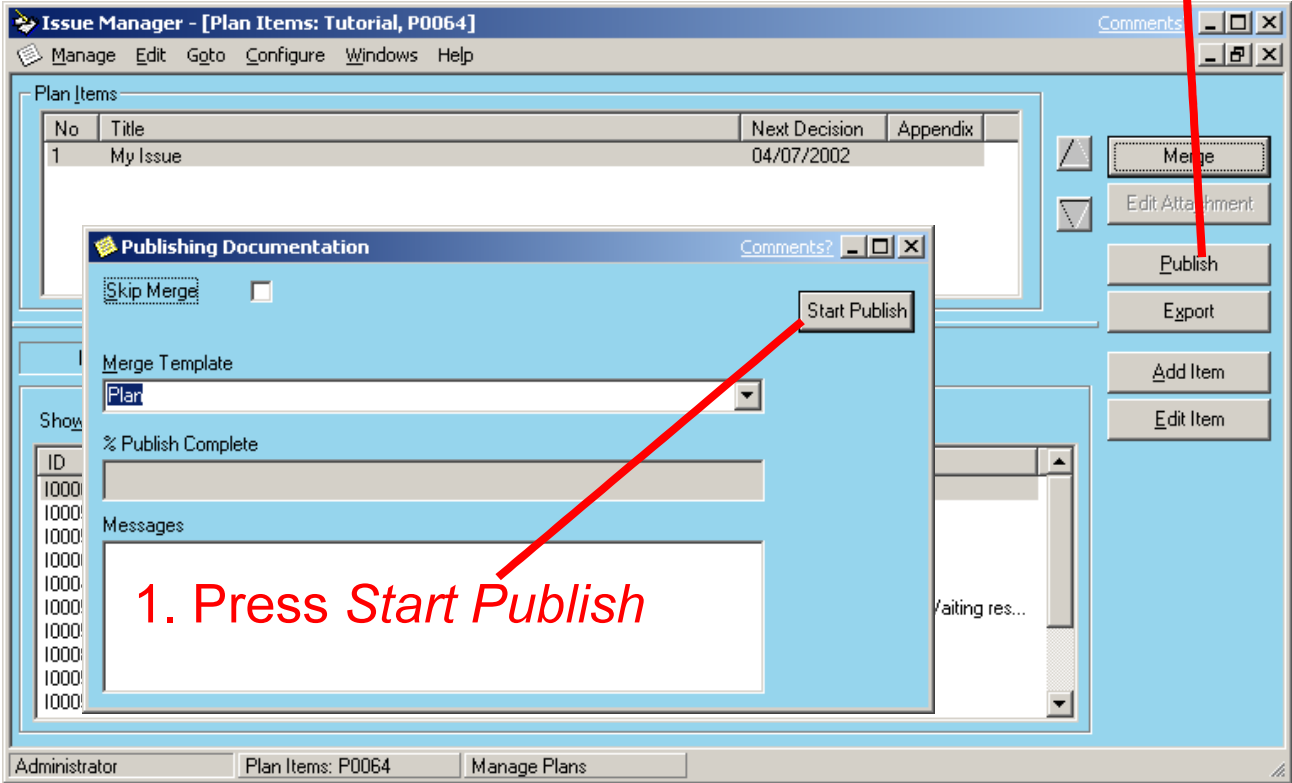 Issue Manager - [Plan Items: Tutorial, P0064]
Comments
Manage Edit Goto Configure Windows Help
Plan Items
No Title Next Decision Appendix
1 My Issue 04/07/2002
Merge
Edit Attachment
Publish
Export
Add Item
Edit Item
Publishing Documentation Comments?
Skip Merge
Start Publish
Merge Template
Plan
% Publish Complete
Messages
1. Press Start Publish
Show
ID
res...
Administrator Plan Items: P0064 Manage Plans